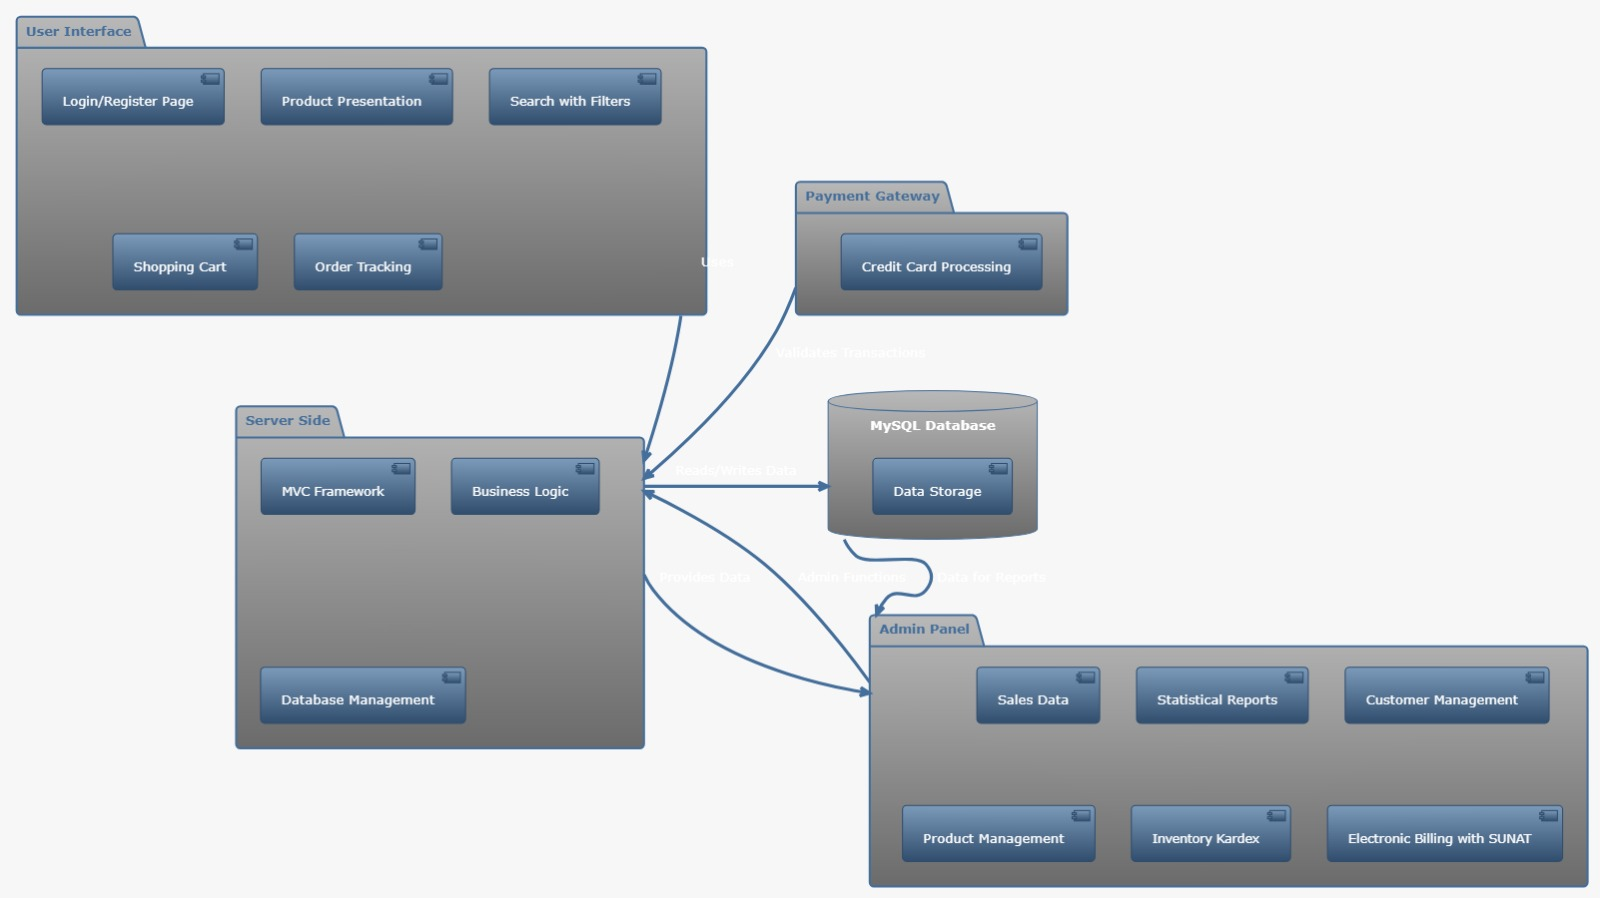 User Interface
Login/Register Page
Product Presentation
Search with Filters
Shopping Cart
Order Tracking
Uses
Payment Gateway
Credit Card Processing
Validates Transactions
Server Side
MVC Framework
Business Logic
Database Management
Reads/Writes Data
MySQL Database
Data Storage
Provides Data
Admin Functions
Data for Reports
Admin Panel
Sales Data
Statistical Reports
Customer Management
Product Management
Inventory Kardex
Electronic Billing with SUNAT